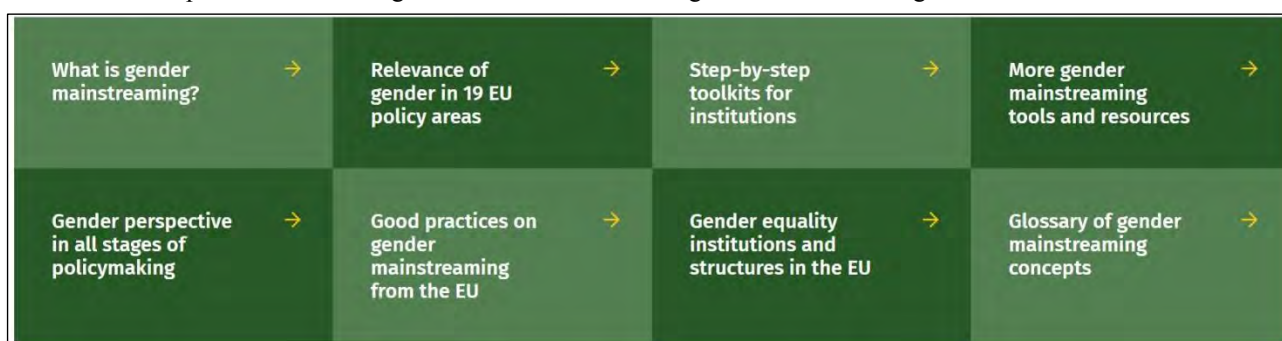 What is gender
mainstreaming?
→
Relevance of
gender in 19 EU
policy areas
→
Step-by-step
toolkits for
institutions
→
More gender
mainstreaming
tools and resources
→
Gender perspective
in all stages of
policymaking
→
Good practices on
gender
mainstreaming
from the EU
→
Gender equality
institutions and
structures in the EU
→
Glossary of gender
mainstreaming
concepts
→